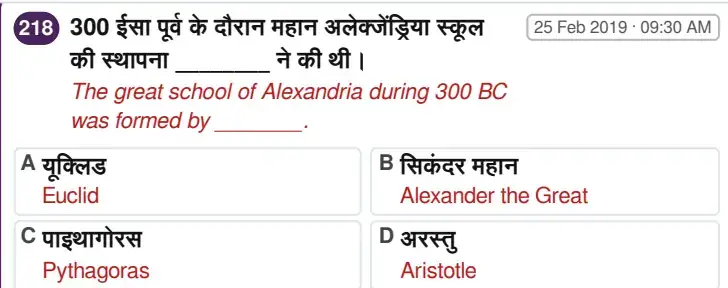 218 300 ईसा पूर्व के दौरान महान अलेक्जेंड्रिया स्कूल
25 Feb 2019 · 09:30 AM
की स्थापना ________ ने की थी।
The great school of Alexandria during 300 BC
was formed by ________.
A यूक्लिड
Euclid
B सिकंदर महान
Alexander the Great
C पाइथागोरस
Pythagoras
D अरस्तु
Aristotle